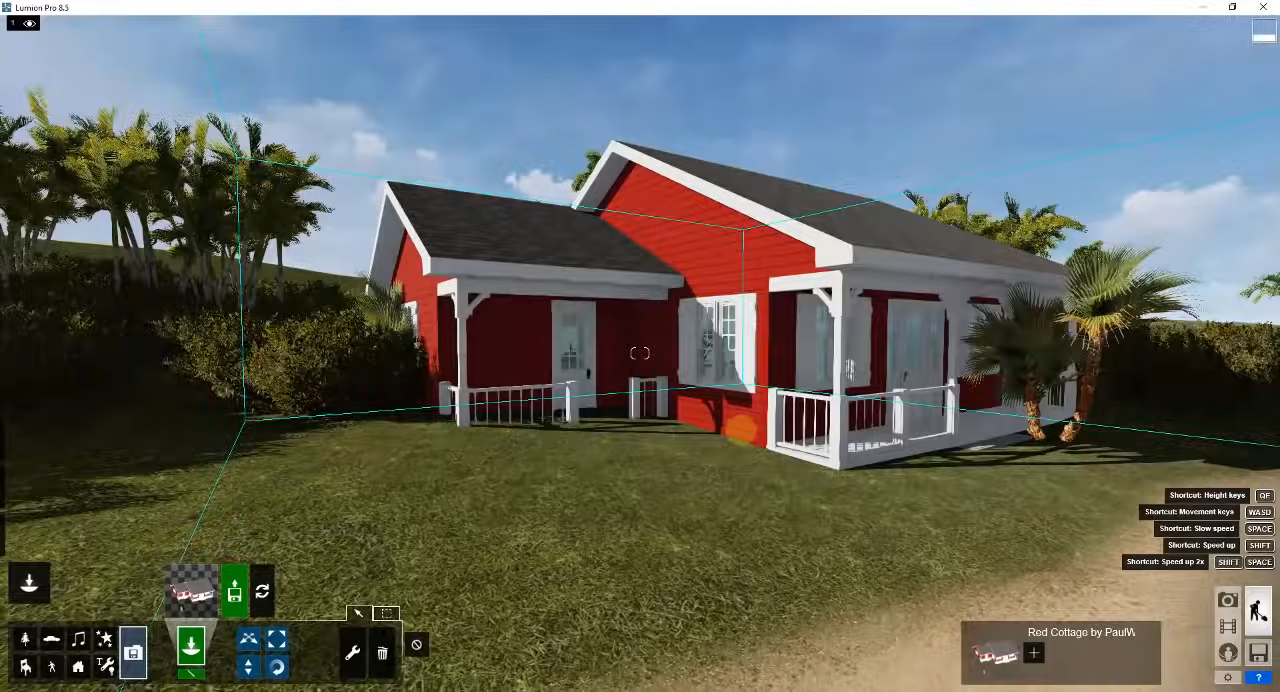 Lumion Pro 8.5
1
Shortcut: Height keys QE
Shortcut: Movement keys WASD
Shortcut: Slow speed SPACE
Shortcut: Speed up SHIFT
Shortcut: Speed up 2x SHIFT SPACE
Red Cottage by PaulW
?